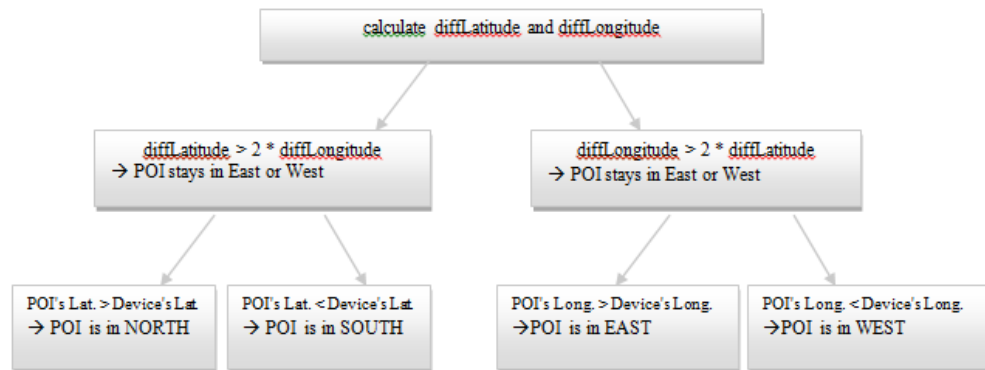 calculate diffLatitude and diffLongitude
diffLatitude > 2 * diffLongitude
→ POI stays in East or West
diffLongitude > 2 * diffLatitude
→ POI stays in East or West
POI's Lat. > Device's Lat.
→ POI is in NORTH
POI's Lat. < Device's Lat.
→ POI is in SOUTH
POI's Long. > Device's Long.
→POI is in EAST
POI's Long. < Device's Long.
→POI is in WEST